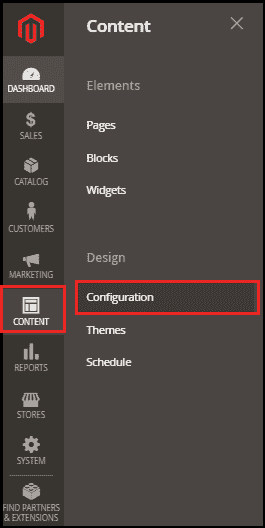 DASHBOARD
SALES
CATALOG
CUSTOMERS
MARKETING
CONTENT
REPORTS
STORES
SYSTEM
FIND PARTNERS
& EXTENSIONS
Content
Elements
Pages
Blocks
Widgets
Design
Configuration
Themes
Schedule